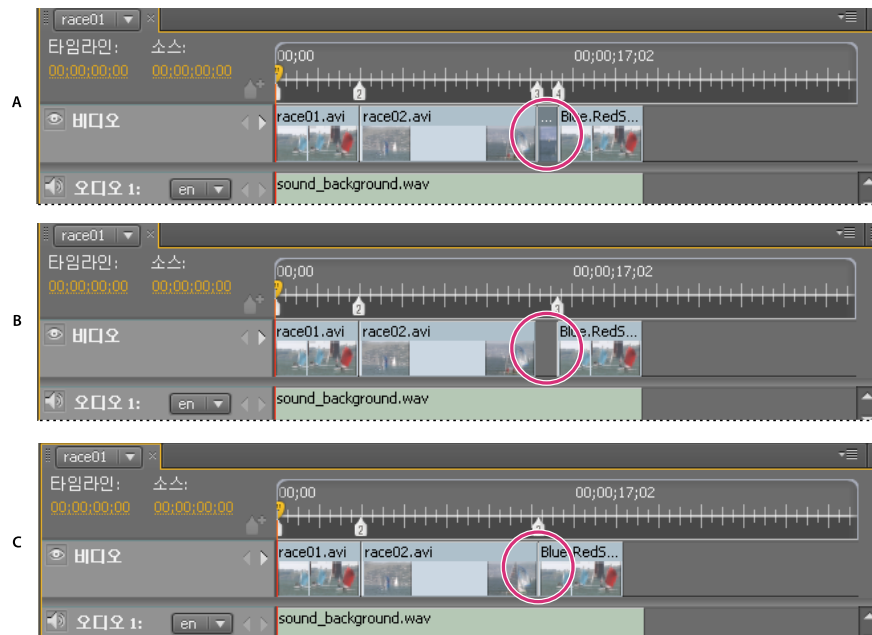 A
race01
타임라인: 소스:
00;00;00;00 00;00;00;00
00;00 00;00;17;02
2 3 4
비디오
race01.avi race02.avi ... Blue.RedS...
오디오 1: en
sound_background.wav
B
race01
타임라인: 소스:
00;00;00;00 00;00;00;00
00;00 00;00;17;02
2 3
비디오
race01.avi race02.avi Blue.RedS...
오디오 1: en
sound_background.wav
C
race01
타임라인: 소스:
00;00;00;00 00;00;00;00
00;00 00;00;17;02
2
비디오
race01.avi race02.avi Blue.RedS...
오디오 1: en
sound_background.wav